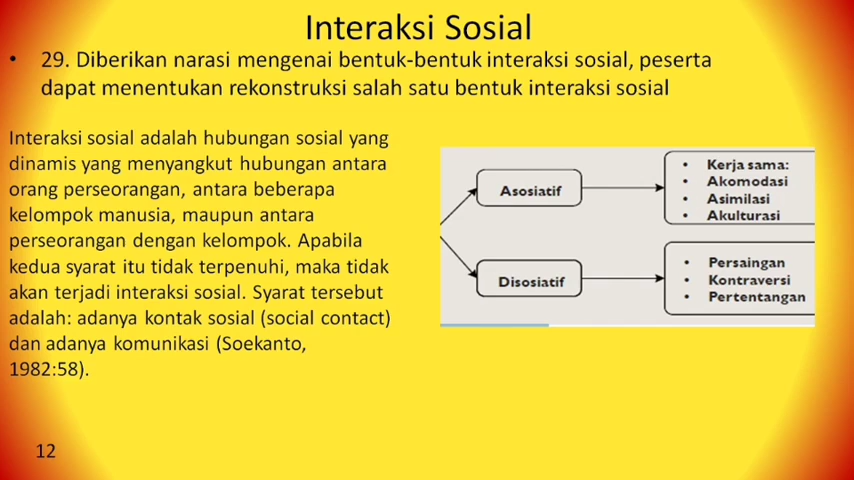 Interaksi Sosial
• 29. Diberikan narasi mengenai bentuk-bentuk interaksi sosial, peserta
dapat menentukan rekonstruksi salah satu bentuk interaksi sosial
Interaksi sosial adalah hubungan sosial yang
dinamis yang menyangkut hubungan antara
orang perseorangan, antara beberapa
kelompok manusia, maupun antara
perseorangan dengan kelompok. Apabila
kedua syarat itu tidak terpenuhi, maka tidak
akan terjadi interaksi sosial. Syarat tersebut
adalah: adanya kontak sosial (social contact)
dan adanya komunikasi (Soekanto,
1982:58).
Asosiatif
• Kerja sama:
• Akomodasi
• Asimilasi
• Akulturasi
Disosiatif
• Persaingan
• Kontraversi
• Pertentangan
12